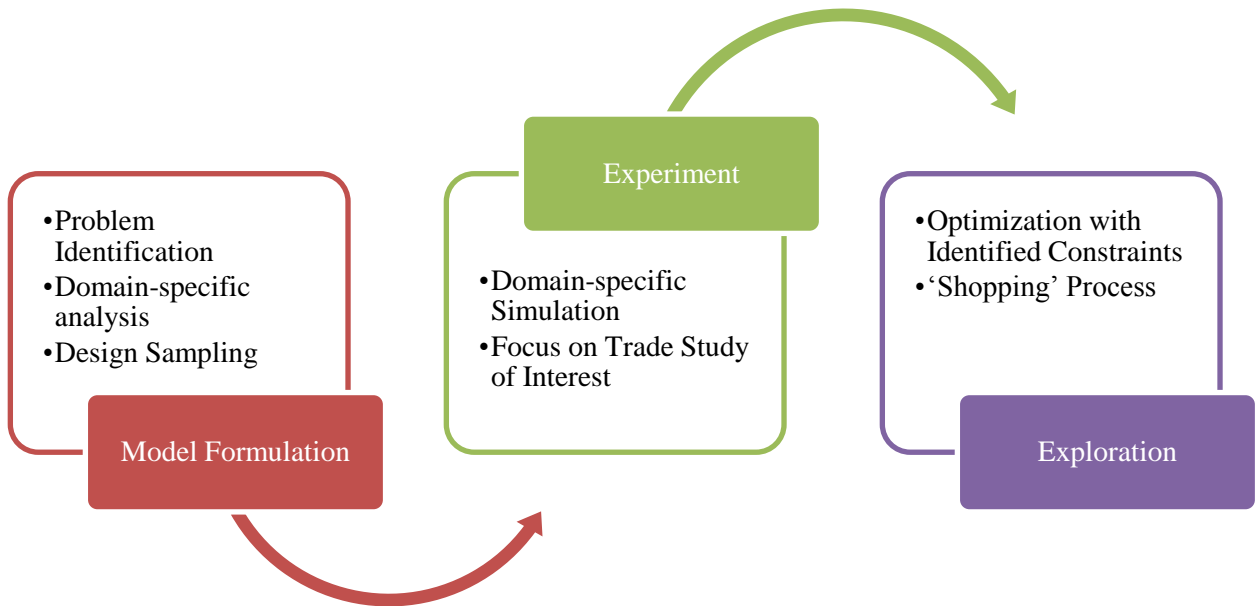 •Problem
Identification
•Domain-specific
analysis
•Design Sampling
Model Formulation
Experiment
•Domain-specific
Simulation
•Focus on Trade Study
of Interest
•Optimization with
Identified Constraints
•‘Shopping’ Process
Exploration